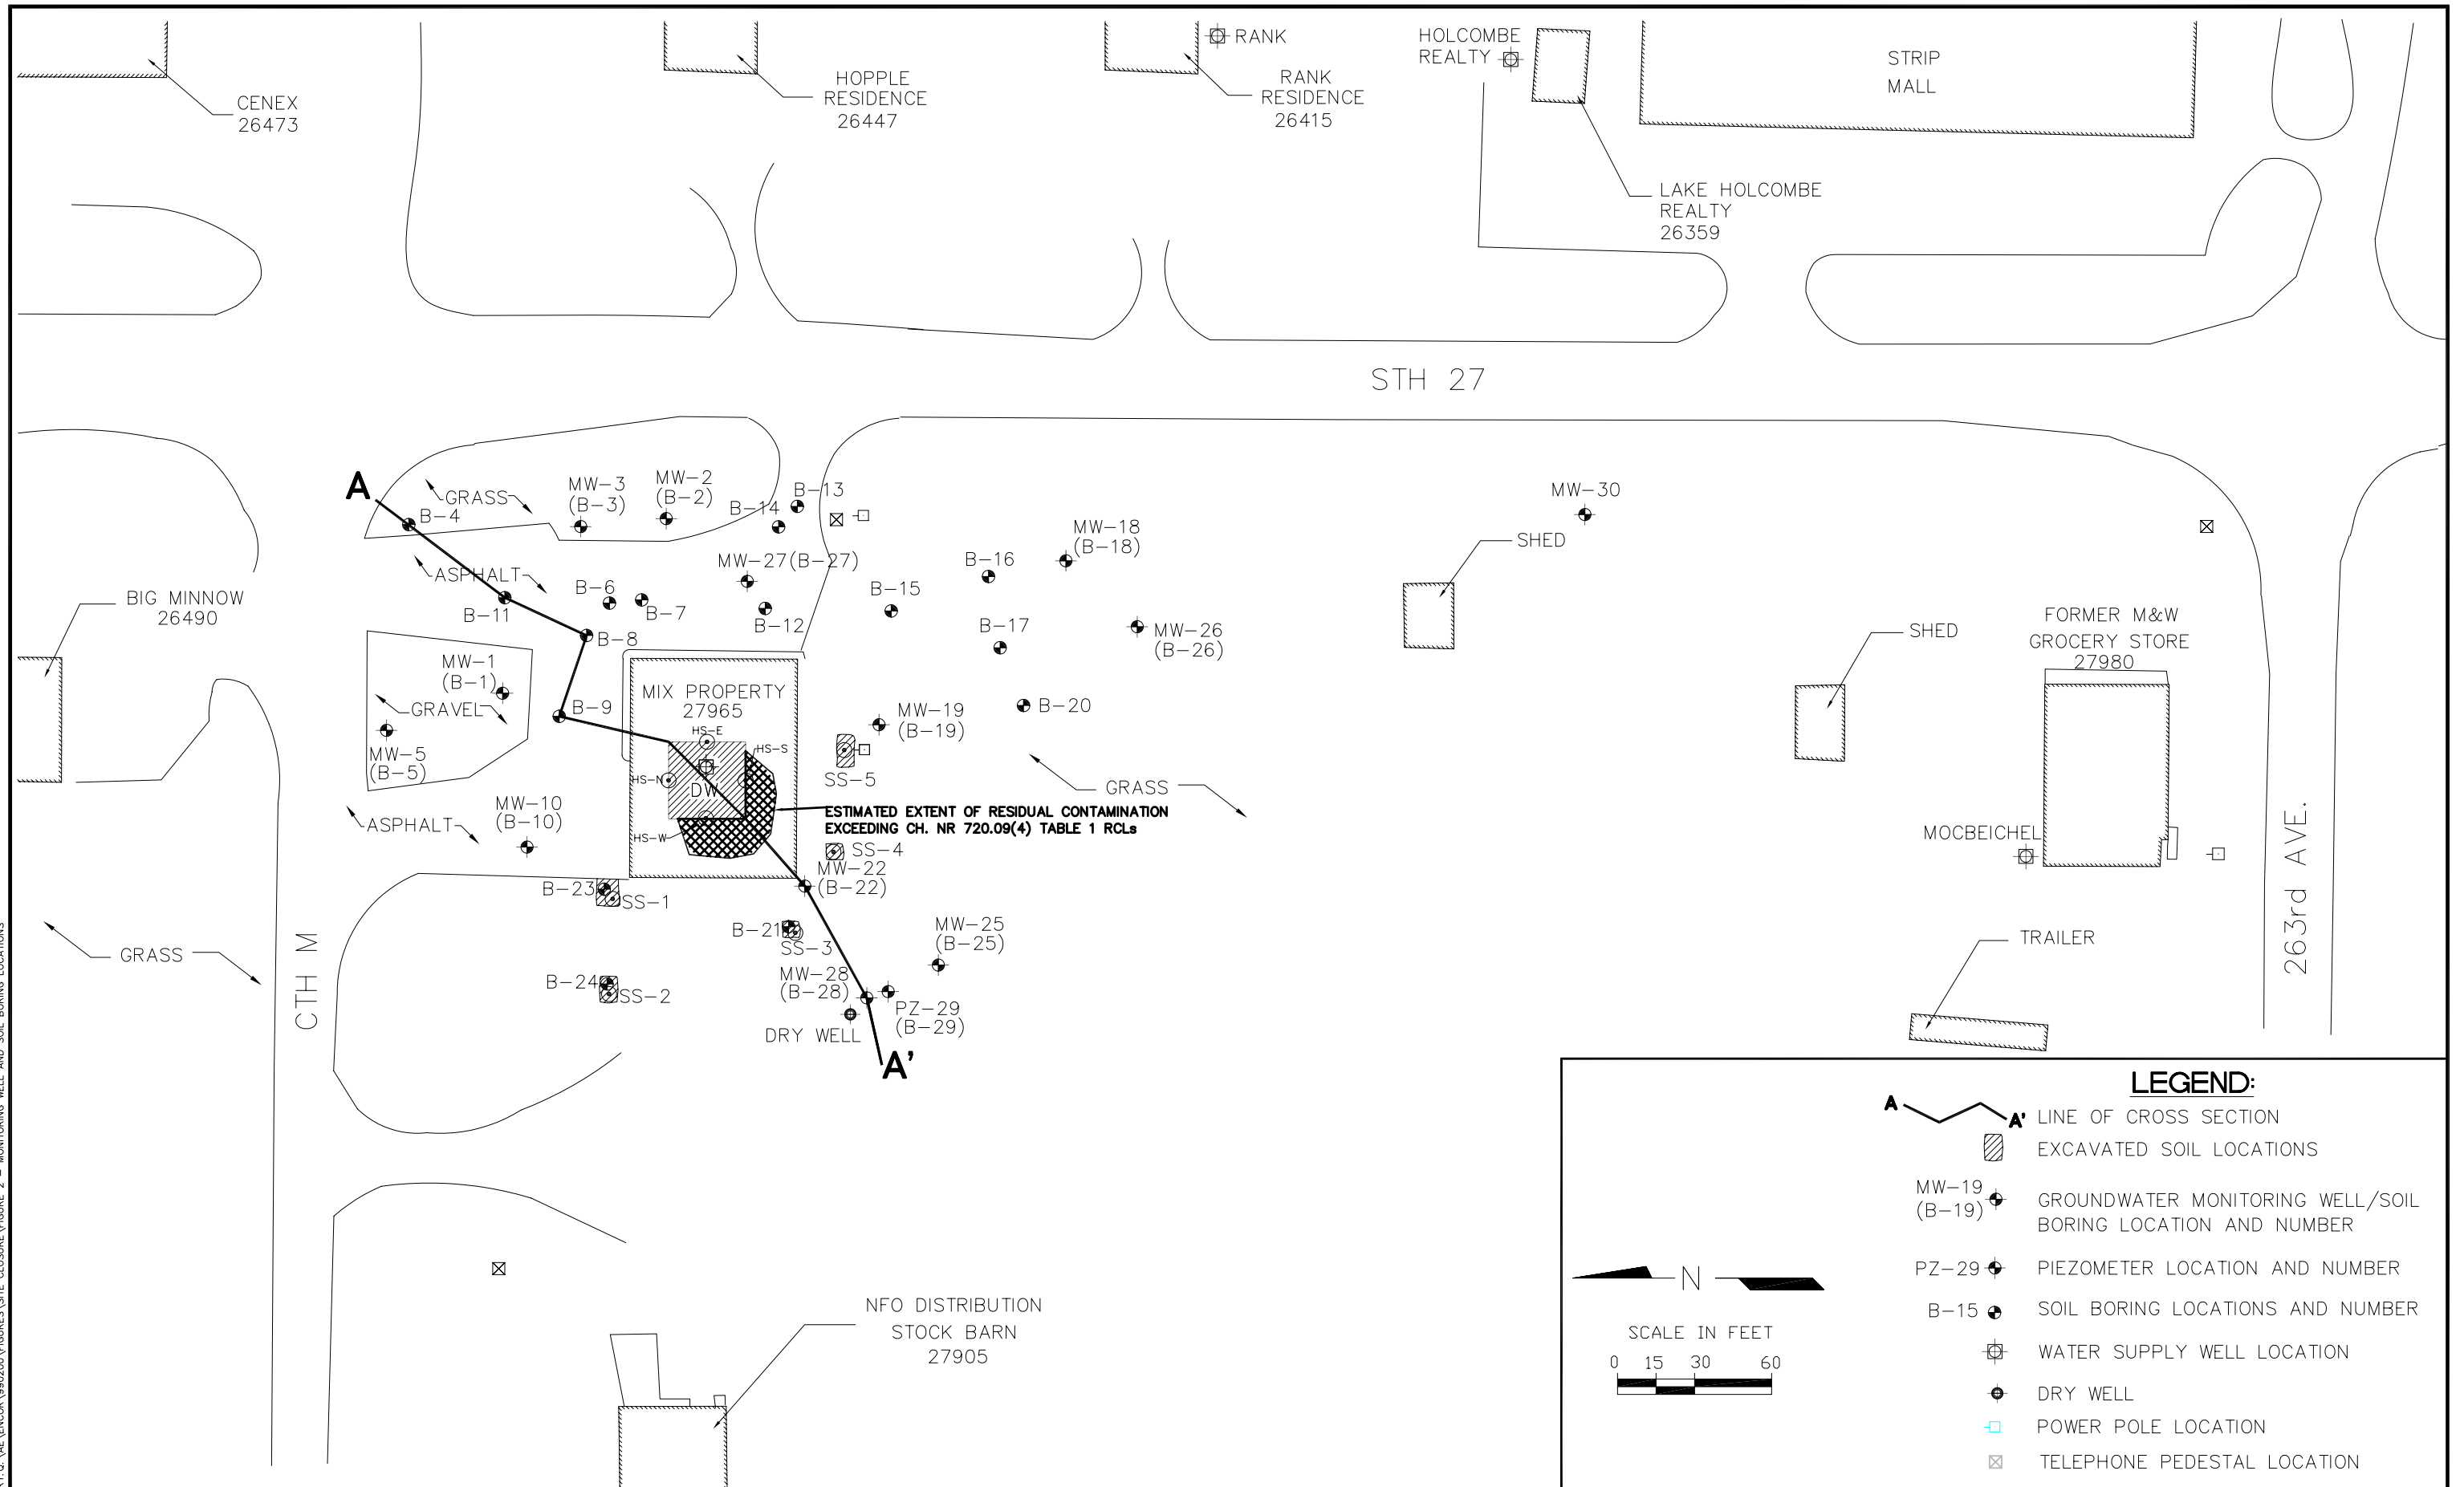 CENEX
26473
HOPPLE
RESIDENCE
26447
RANK
RANK
RESIDENCE
26415
HOLCOMBE
REALTY
STRIP
MALL
LAKE HOLCOMBE
REALTY
26359
STH 27
A
GRASS
B-4
MW-3
(B-3)
MW-2
(B-2)
B-14
B-13
MW-27(B-27)
ASPHALT
B-11
B-6
B-7
B-8
B-12
B-15
B-16
MW-18
(B-18)
B-17
MW-26
(B-26)
MW-30
SHED
SHED
BIG MINNOW
26490
MW-1
(B-1)
GRAVEL
MW-5
(B-5)
B-9
MIX PROPERTY
27965
HS-E
HS-S
HS-N
DW
HS-W
MW-19
(B-19)
SS-5
B-20
GRASS
FORMER M&W
GROCERY STORE
27980
MOCBEICHEL
ESTIMATED EXTENT OF RESIDUAL CONTAMINATION
EXCEEDING CH. NR 720.09(4) TABLE 1 RCLs
ASPHALT
MW-10
(B-10)
SS-4
MW-22
(B-22)
B-23
SS-1
B-21
SS-3
MW-25
(B-25)
B-24
SS-2
MW-28
(B-28)
PZ-29
(B-29)
DRY WELL
A'
GRASS
CTH M
263rd AVE.
TRAILER
NFO DISTRIBUTION
STOCK BARN
27905
N
SCALE IN FEET
0 15 30 60
LEGEND:
A A' LINE OF CROSS SECTION
EXCAVATED SOIL LOCATIONS
MW-19
(B-19)
GROUNDWATER MONITORING WELL/SOIL
BORING LOCATION AND NUMBER
PZ-29 PIEZOMETER LOCATION AND NUMBER
B-15 SOIL BORING LOCATIONS AND NUMBER
WATER SUPPLY WELL LOCATION
DRY WELL
POWER POLE LOCATION
TELEPHONE PEDESTAL LOCATION